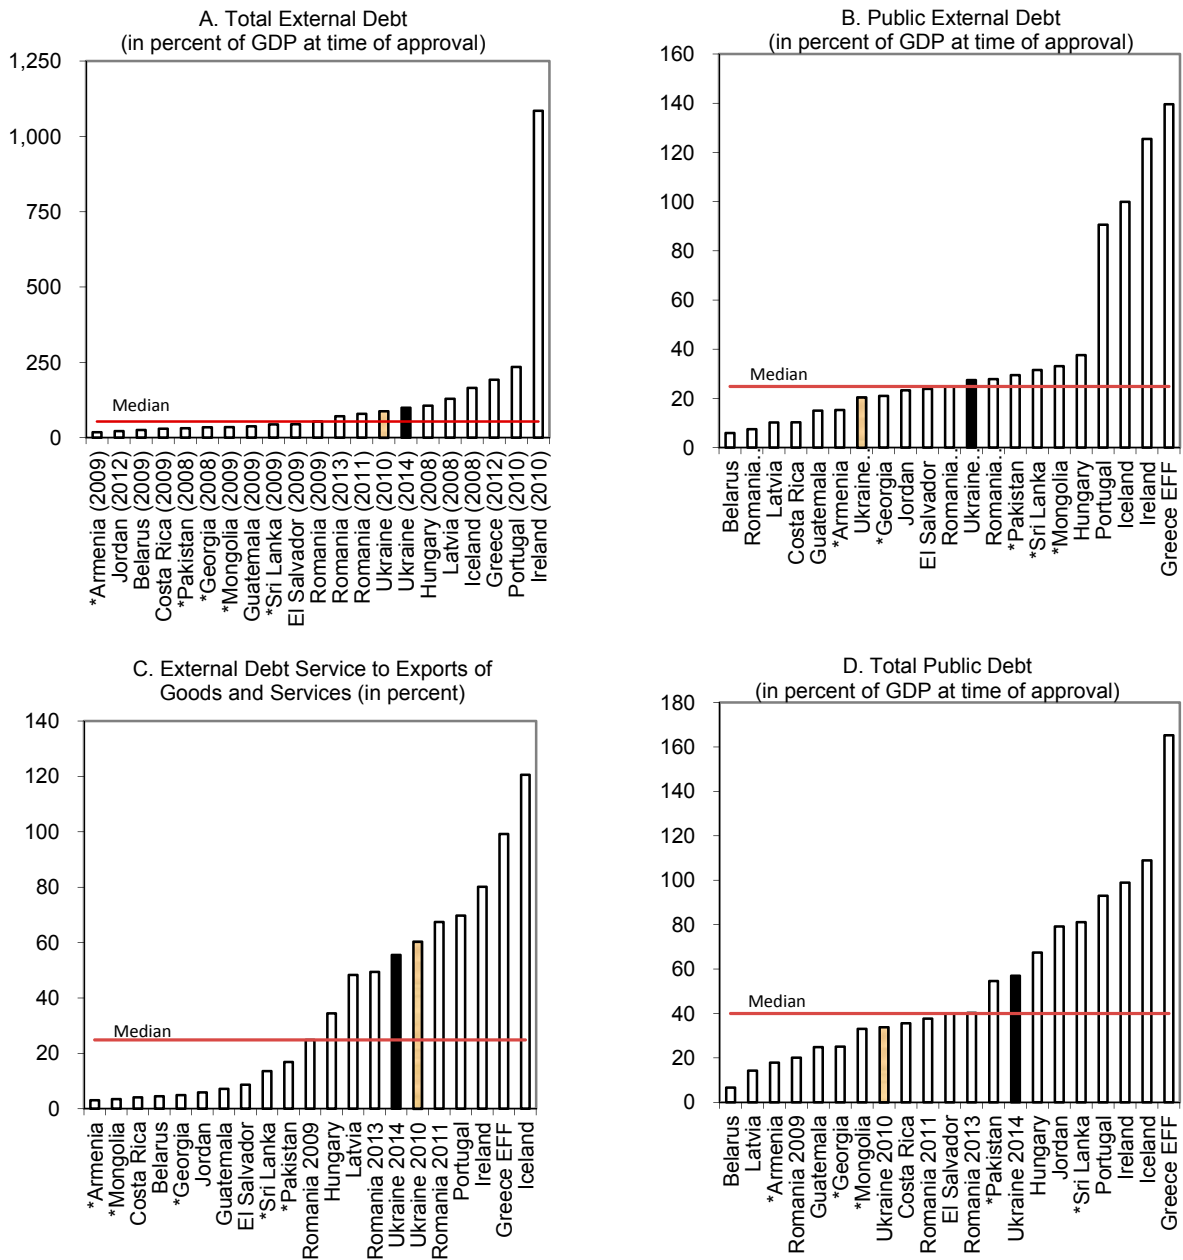 A. Total External Debt
(in percent of GDP at time of approval)
1,250
1,000
750
500
250
0
Median
*Armenia (2009)
Jordan (2012)
Belarus (2009)
Costa Rica (2009)
*Pakistan (2008)
*Georgia (2008)
*Mongolia (2009)
Guatemala (2009)
*Sri Lanka (2009)
El Salvador (2009)
Romania (2009)
Romania (2013)
Romania (2011)
Ukraine (2010)
Ukraine (2014)
Hungary (2008)
Latvia (2008)
Iceland (2008)
Greece (2012)
Portugal (2010)
Ireland (2010)
B. Public External Debt
(in percent of GDP at time of approval)
160
140
120
100
80
60
40
20
0
Median
Belarus
Romania.
Latvia
Costa Rica
Guatemala
*Armenia
Ukraine.
*Georgia
Jordan
El Salvador
Romania.
Ukraine.
Romania.
*Pakistan
*Sri Lanka
*Mongolia
Hungary
Portugal
Iceland
Ireland
Greece EFF
C. External Debt Service to Exports of
Goods and Services (in percent)
140
120
100
80
60
40
20
0
Median
*Armenia
*Mongolia
Costa Rica
Belarus
*Georgia
Jordan
Guatemala
El Salvador
*Sri Lanka
*Pakistan
Romania 2009
Hungary
Latvia
Romania 2013
Ukraine 2014
Ukraine 2010
Romania 2011
Portugal
Ireland
Greece EFF
Iceland
D. Total Public Debt
(in percent of GDP at time of approval)
180
160
140
120
100
80
60
40
20
0
Median
Belarus
Latvia
*Armenia
Romania 2009
Guatemala
*Georgia
*Mongolia
Ukraine 2010
Costa Rica
Romania 2011
El Salvador
Romania 2013
*Pakistan
Ukraine 2014
Hungary
Jordan
*Sri Lanka
Portugal
Ireland
Iceland
Greece EFF